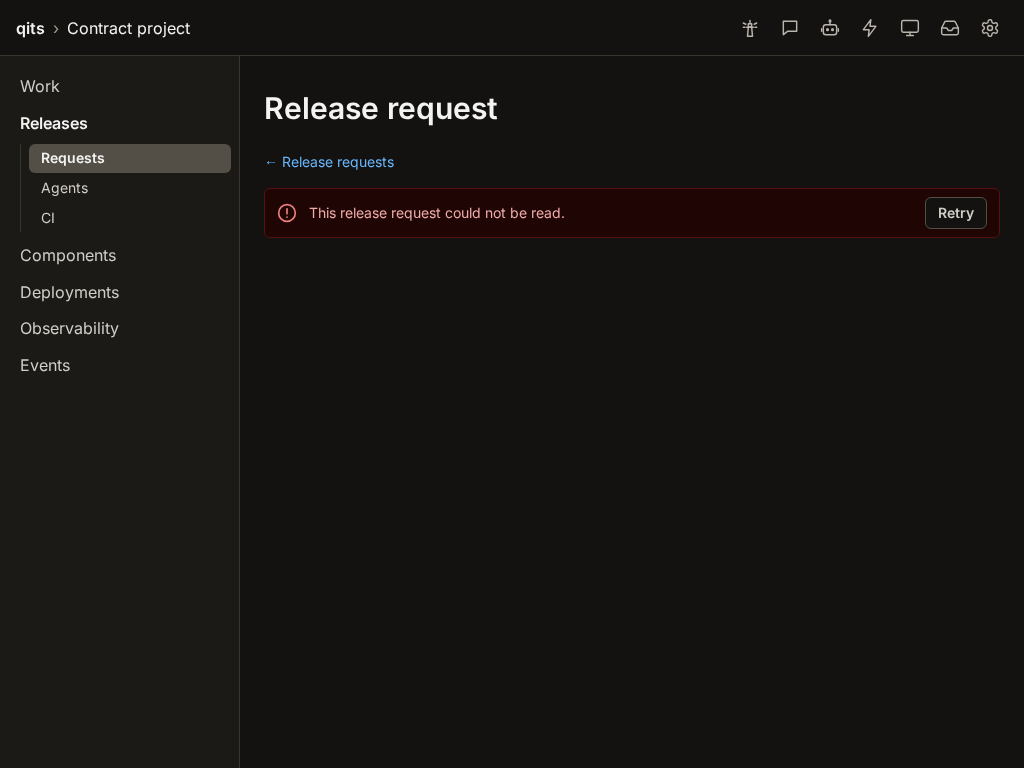 qits › Contract project
Work
Releases
Requests
Agents
CI
Components
Deployments
Observability
Events
Release request
← Release requests
This release request could not be read.
Retry